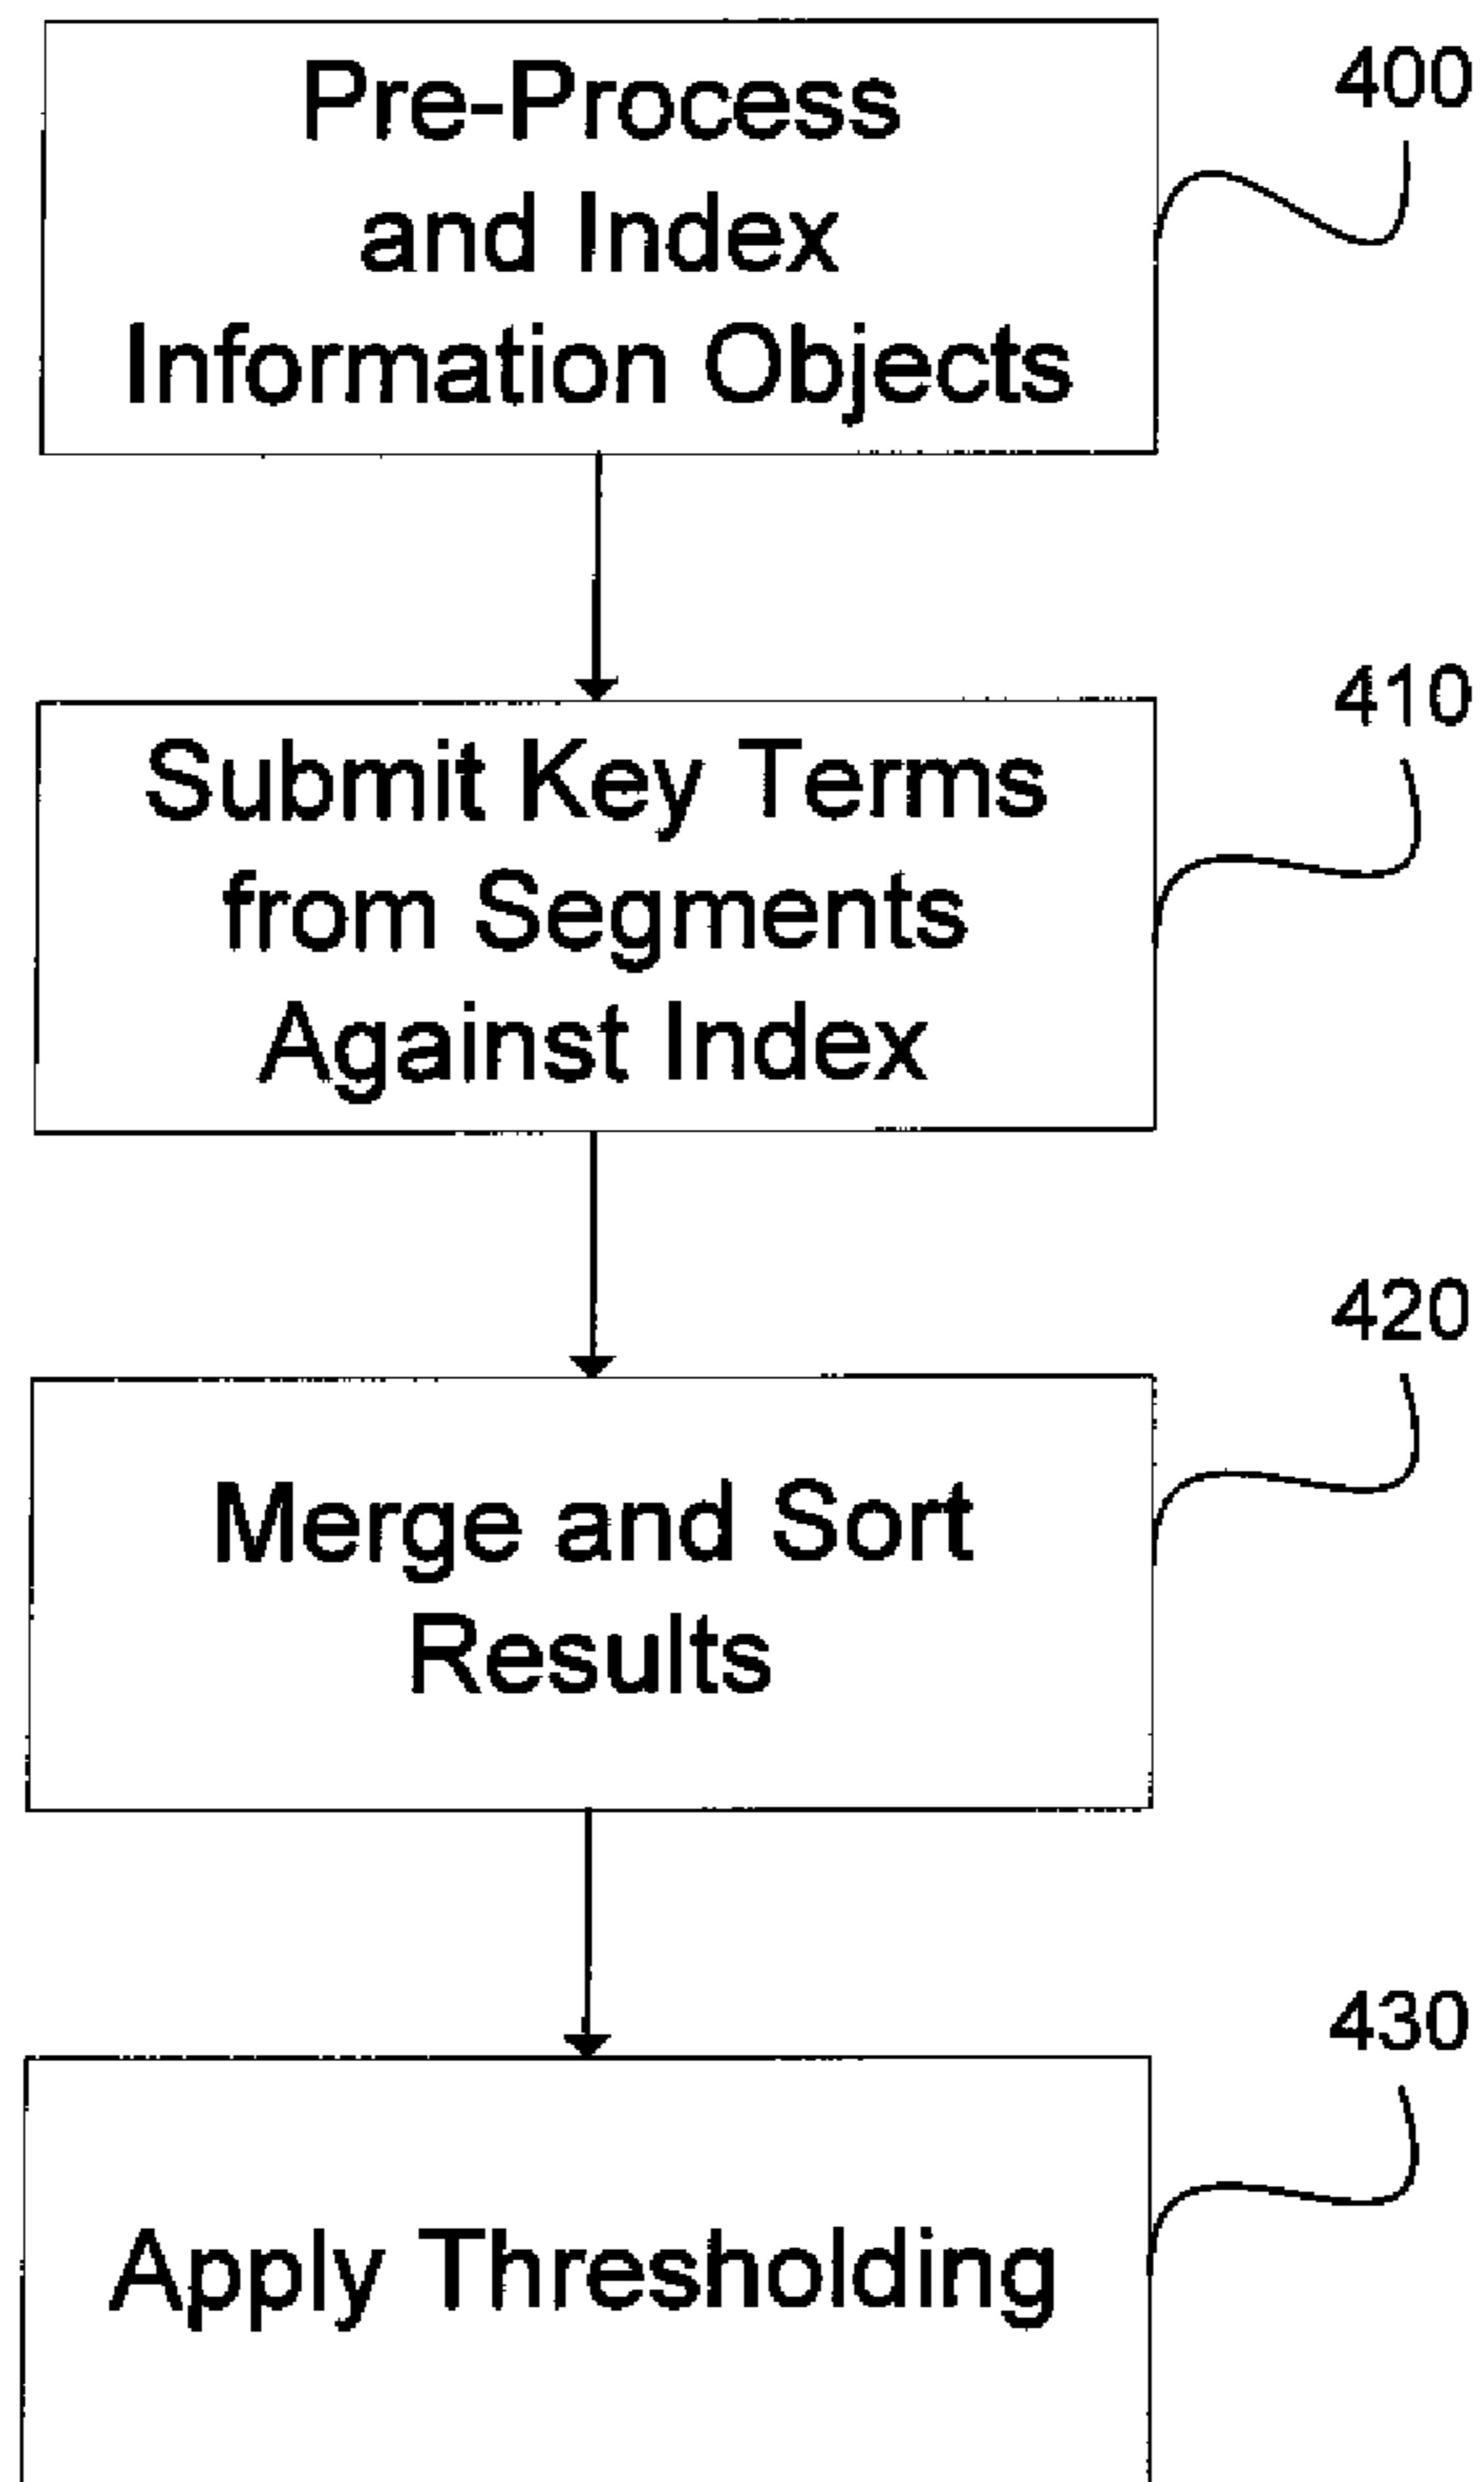 Pre-Process
and Index
Information Objects
400
Submit Key Terms
from Segments
Against Index
410
Merge and Sort
Results
420
Apply Thresholding
430